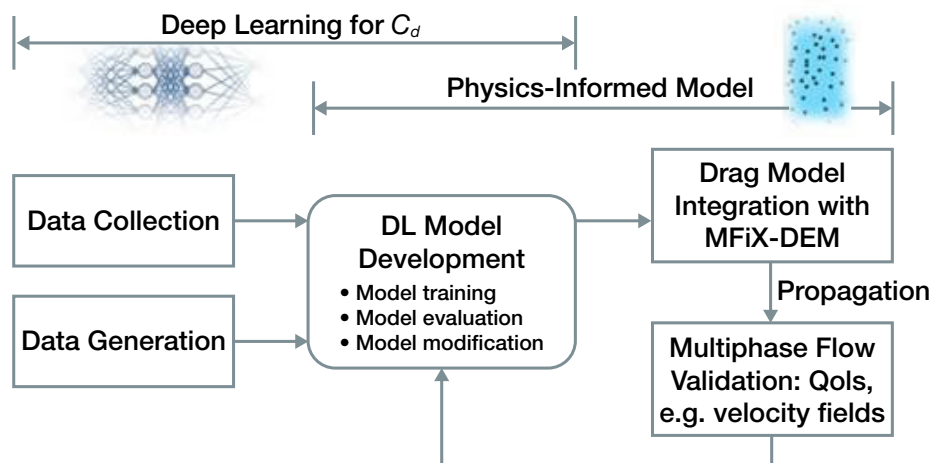 Deep Learning for Cd
Physics-Informed Model
Data Collection
Data Generation
DL Model
Development
• Model training
• Model evaluation
• Model modification
Drag Model
Integration with
MFiX-DEM
Propagation
Multiphase Flow
Validation: QoIs,
e.g. velocity fields